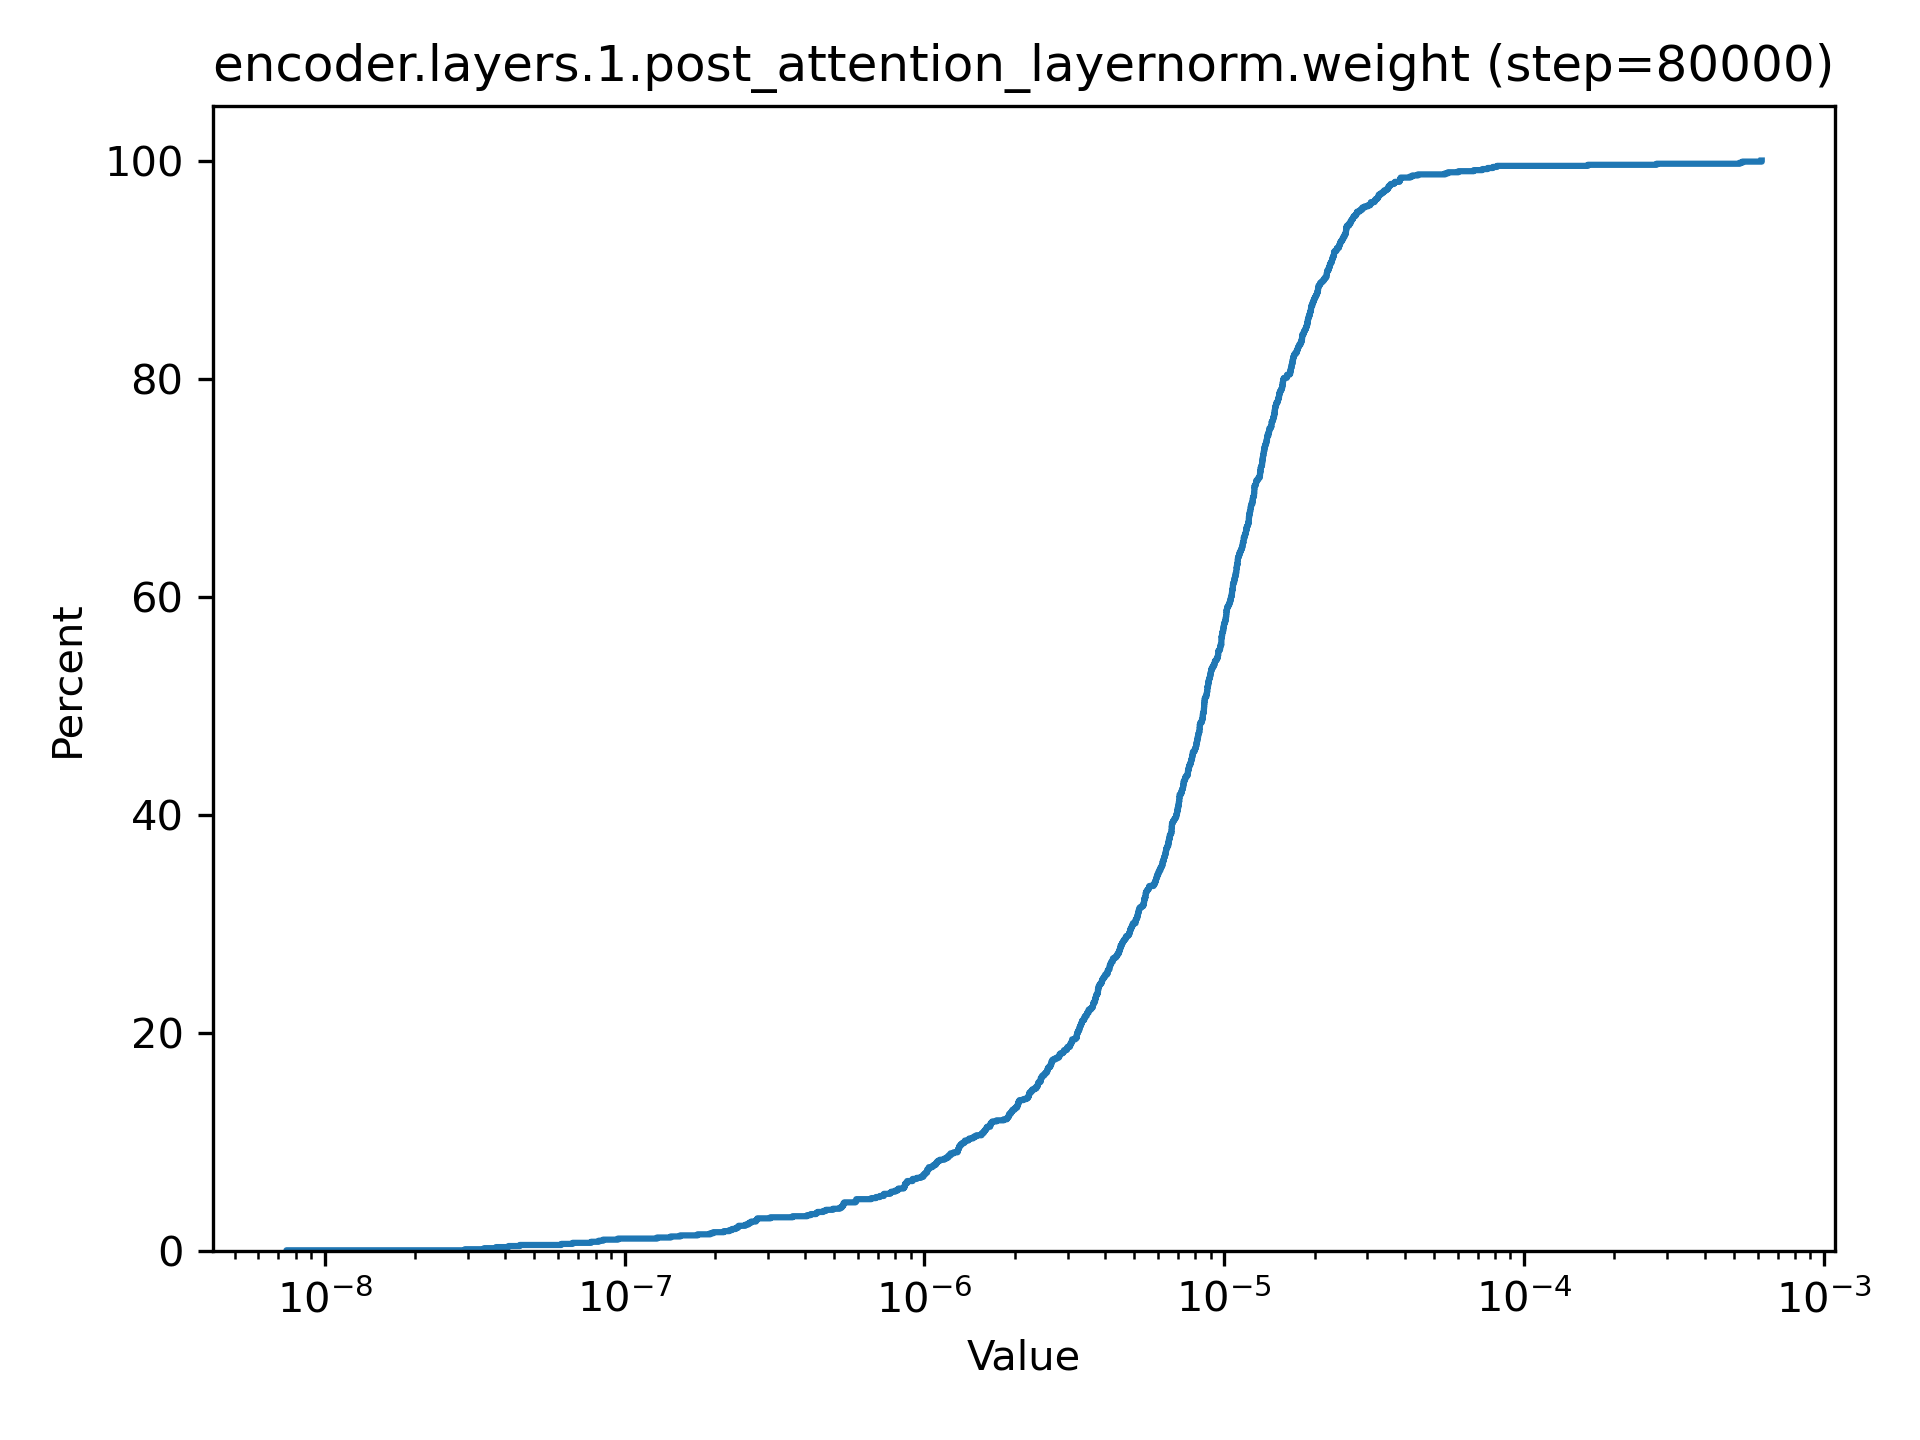 encoder.layers.1.post_attention_layernorm.weight (step=80000)
Percent
100
80
60
40
20
0
10⁻⁸ 10⁻⁷ 10⁻⁶ 10⁻⁵ 10⁻⁴ 10⁻³
Value